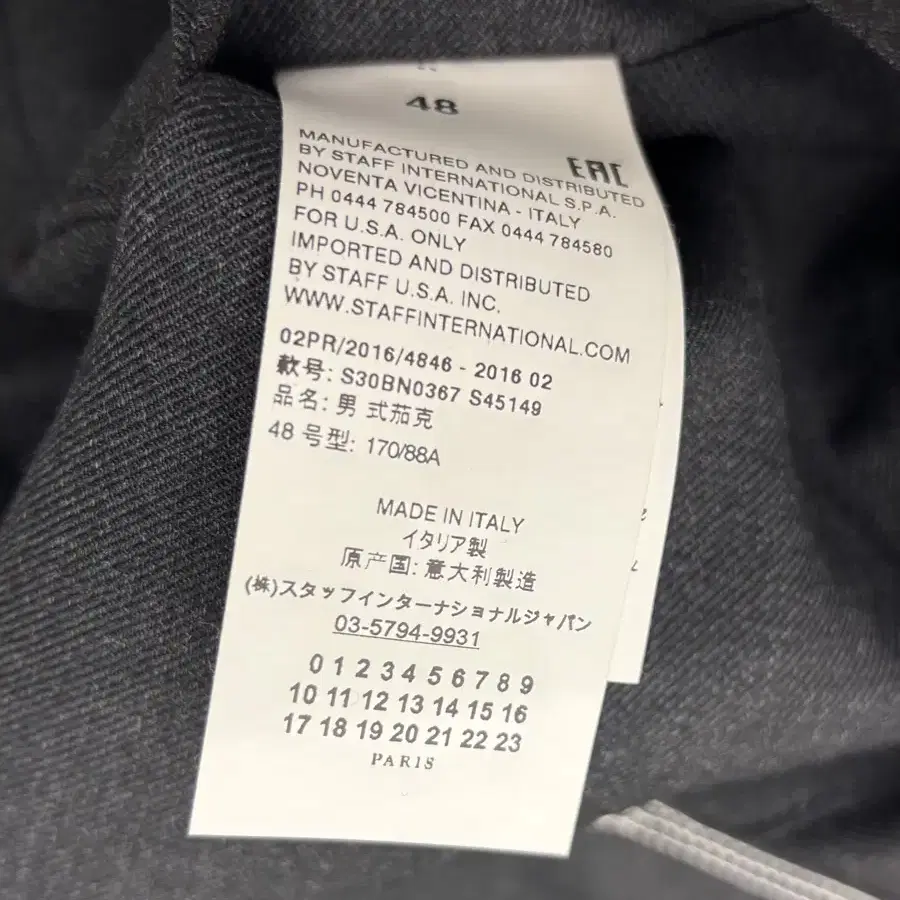 48
EAC
MANUFACTURED AND DISTRIBUTED
BY STAFF INTERNATIONAL S.P.A.
NOVENTA VICENTINA - ITALY
PH 0444 784500 FAX 0444 784580
FOR U.S.A. ONLY
IMPORTED AND DISTRIBUTED
BY STAFF U.S.A. INC.
WWW.STAFFINTERNATIONAL.COM
02PR/2016/4846 - 2016 02
款号: S30BN0367 S45149
品名: 男 式茄克
48 号型: 170/88A
MADE IN ITALY
イタリア製
原产国: 意大利製造
(株)スタッフインターナショナルジャパン
03-5794-9931
0 1 2 3 4 5 6 7 8 9
10 11 12 13 14 15 16
17 18 19 20 21 22 23
PARIS